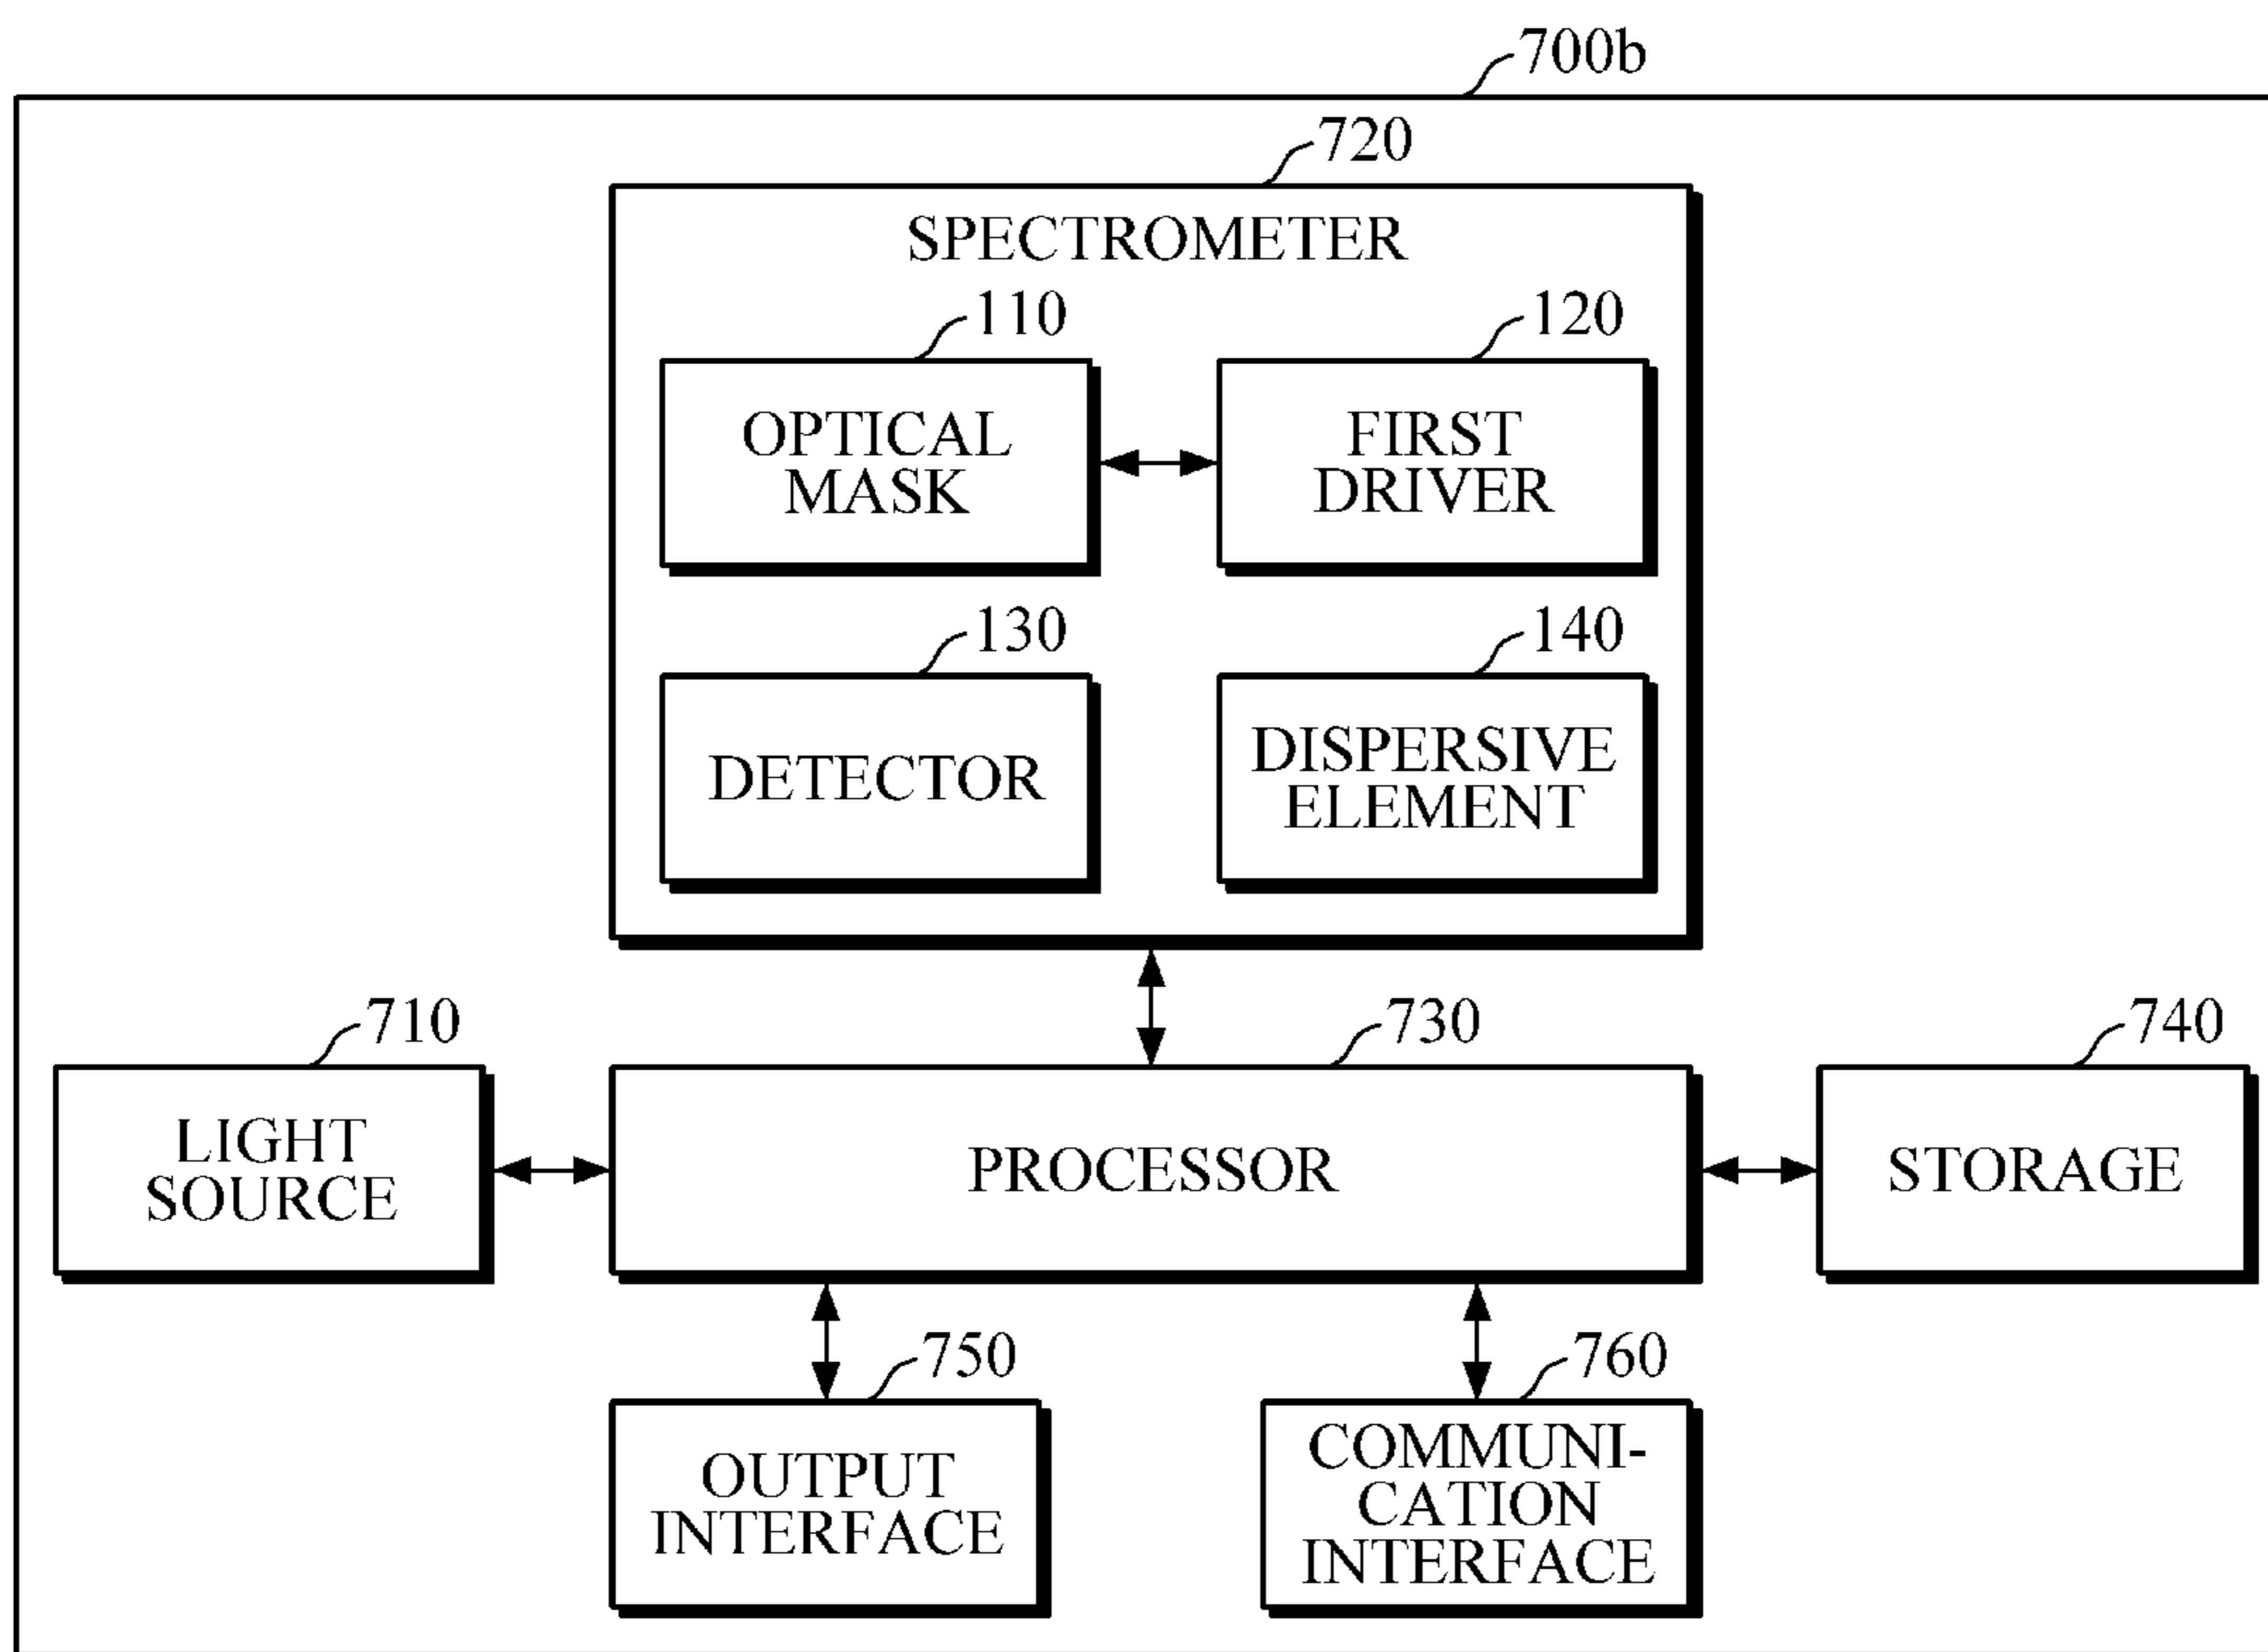 700b
720
SPECTROMETER
110
120
OPTICAL
MASK
FIRST
DRIVER
130
140
DETECTOR
DISPERSIVE
ELEMENT
710
730
740
LIGHT
SOURCE
PROCESSOR
STORAGE
750
760
OUTPUT
INTERFACE
COMMUNI-
CATION
INTERFACE